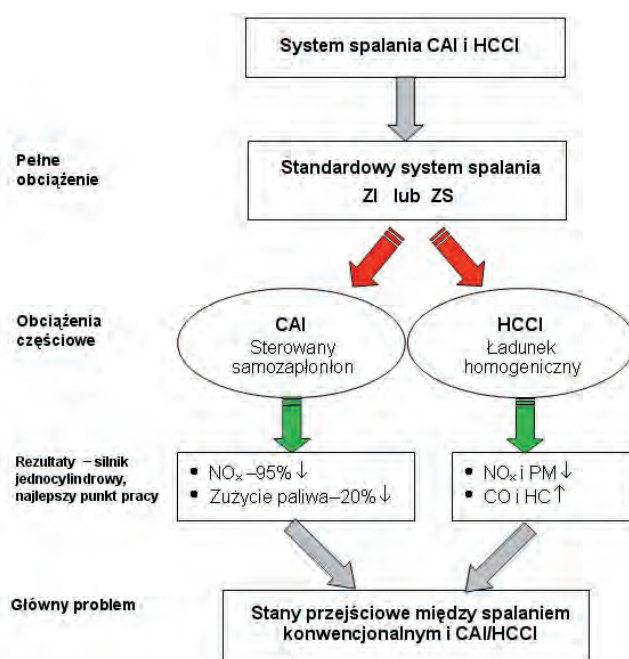 System spalania CAI i HCCI
Pełne
obciążenie
Standardowy system spalania
ZI lub ZS
Obciążenia
częściowe
CAI
Sterowany
samozapłonłon
HCCI
Ładunek
homogeniczny
Rezultaty – silnik
jednocylindrowy,
najlepszy punkt pracy
• NOₓ –95% ↓
• Zużycie paliwa–20% ↓
• NOₓ i PM ↓
• CO i HC ↑
Główny problem
Stany przejściowe między spalaniem
konwencjonalnym i CAI/HCCI